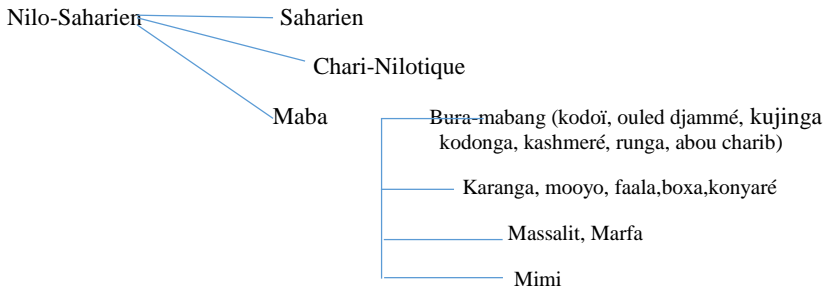 Nilo-Saharien Saharien
Chari-Nilotique
Maba Bura-mabang (kodoï, ouled djammé, kujinga
kodonga, kashmeré, runga, abou charib)
Karanga, mooyo, faala,boxa,konyaré
Massalit, Marfa
Mimi